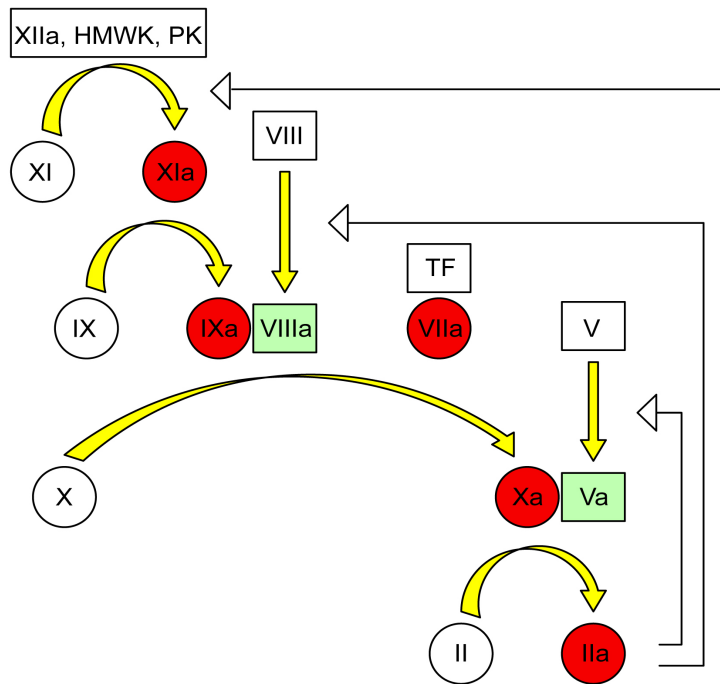 XIIa, HMWK, PK
XI
XIa
VIII
TF
IX
IXa
VIIIa
VIIa
V
X
Xa
Va
II
IIa